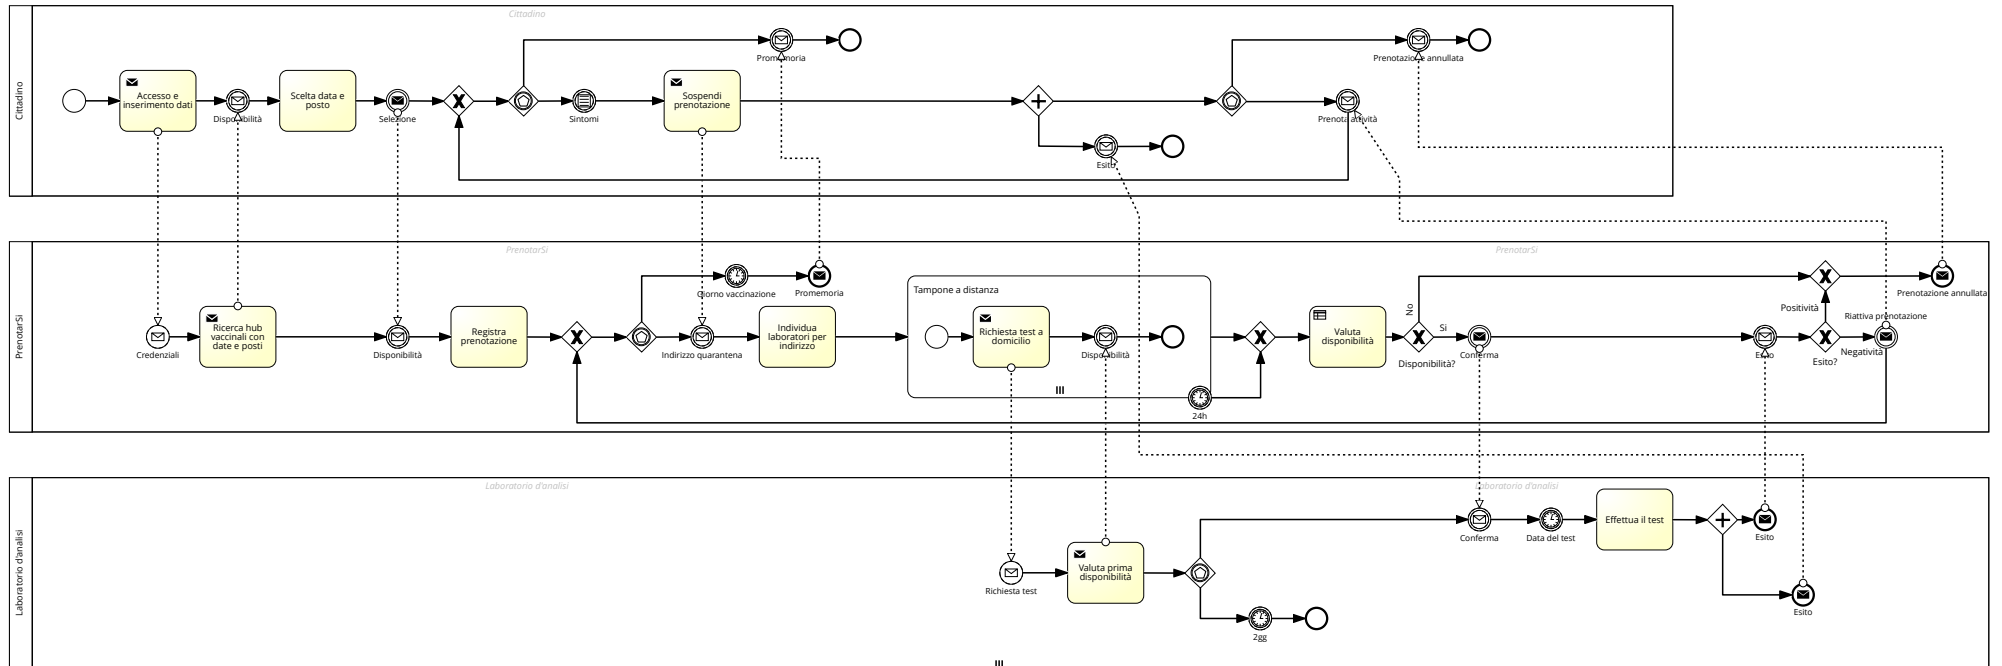 Cittadino
Cittadino
Accesso e
inserimento dati
Disponibilità
Scelta data e
posto
Selezione
Sintomi
Promemoria
Sospendi
prenotazione
Esito
Prenotazione annullata
Prenota attività
PrenotarSi
PrenotarSi
PrenotarSi
Credenziali
Ricerca hub
vaccinali con
date e posti
Disponibilità
Registra
prenotazione
Giorno vaccinazione
Promemoria
Indirizzo quarantena
Individua
laboratori per
indirizzo
Tampone a distanza
Richiesta test a
domicilio
Disponibilità
24h
Valuta
disponibilità
No
Si
Disponibilità?
Conferma
Esito
Positività
Esito?
Negatività
Riattiva prenotazione
Prenotazione annullata
Laboratorio d'analisi
Laboratorio d'analisi
Laboratorio d'analisi
Richiesta test
Valuta prima
disponibilità
2gg
Conferma
Data del test
Effettua il test
Esito
Esito